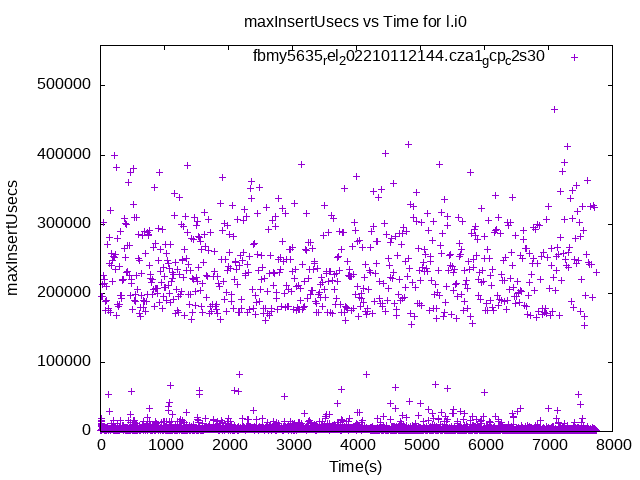 maxInsertUsecs vs Time for l.i0
fbmy5635rel202210112144.cza1gcpc2s30
500000
400000
300000
200000
100000
0
maxInsertUsecs
0 1000 2000 3000 4000 5000 6000 7000 8000
Time(s)